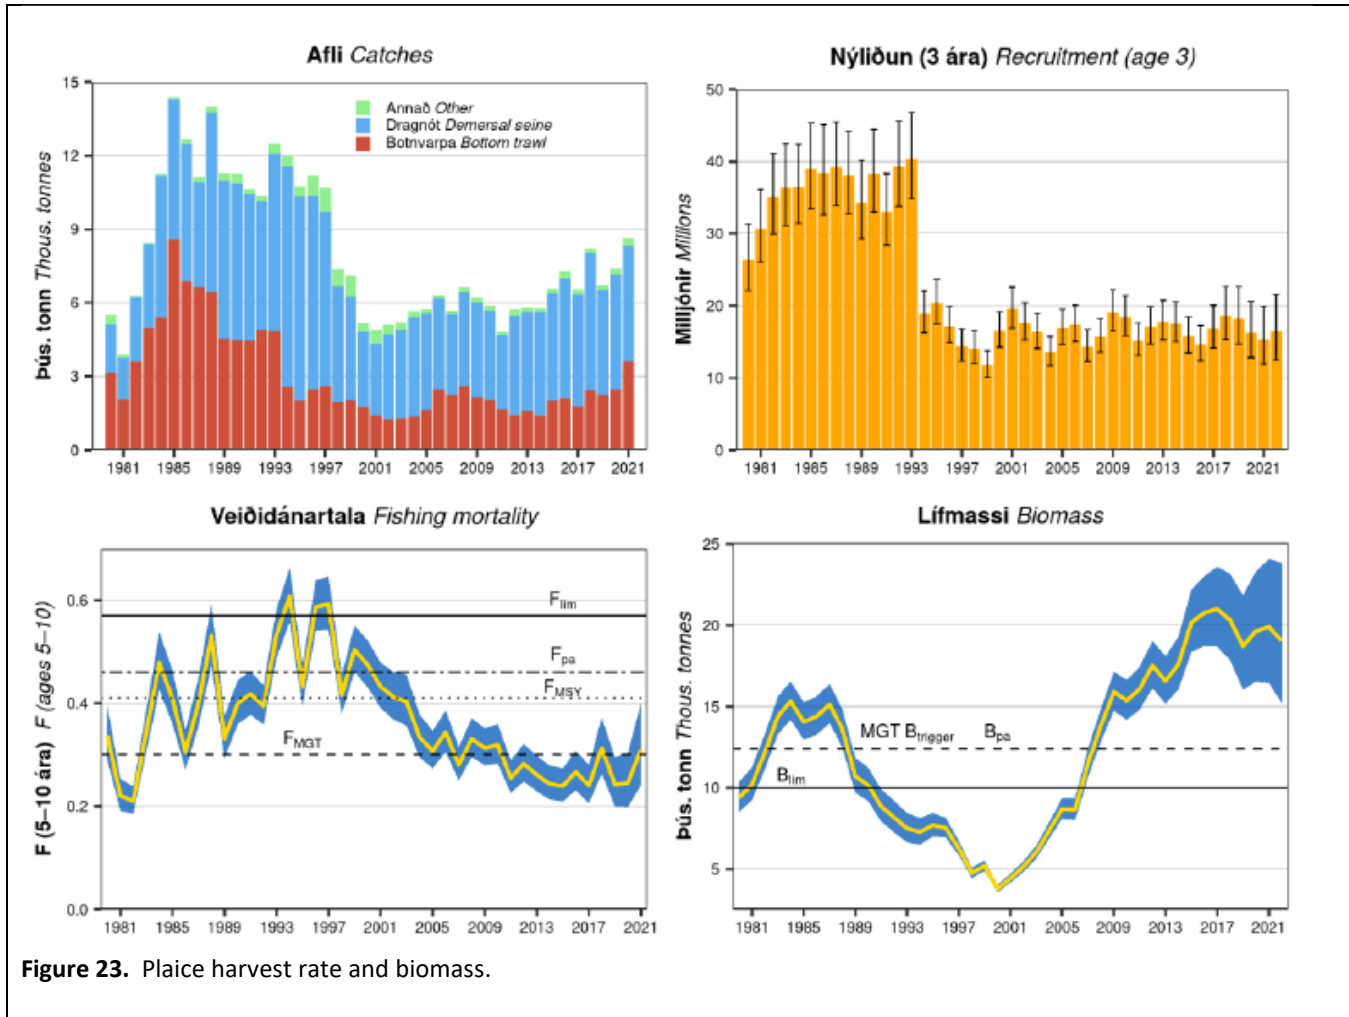 Afli Catches
15
12
9
6
3
0
Þús. tonn Thous. tonnes
Annað Other
Dragnót Demersal seine
Botnvarpa Bottom trawl
1981 1985 1989 1993 1997 2001 2005 2009 2013 2017 2021
Nýliðun (3 ára) Recruitment (age 3)
50
40
30
20
10
0
Milljónir Millions
1961 1965 1969 1993 1997 2001 2005 2009 2013 2017 2021
Veiðidánartala Fishing mortality
0.6
0.4
0.2
0.0
F (5–10 ára) F (ages 5–10)
Flim
Fpa
FMSY
FMGT
1981 1985 1989 1993 1997 2001 2005 2009 2013 2017 2021
Lífmassi Biomass
25
20
15
10
5
Þús. tonn Thous. tonnes
MGT Btrigger Bpa
Blim
1981 1985 1989 1993 1997 2001 2005 2009 2013 2017 2021
Figure 23. Plaice harvest rate and biomass.